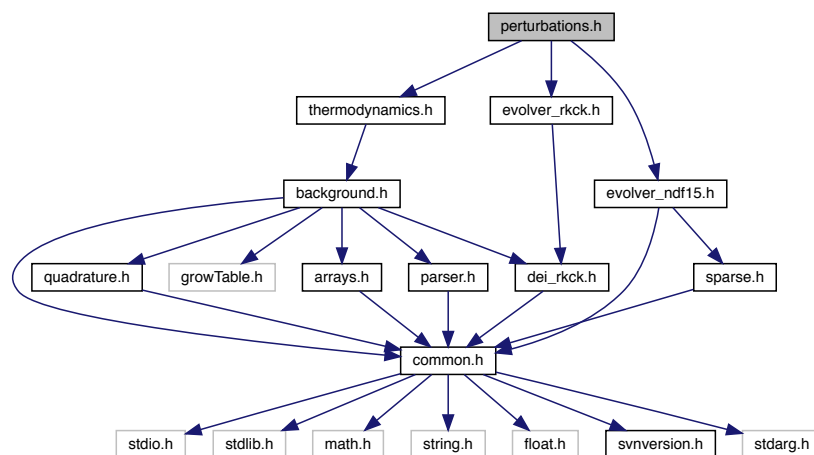 perturbations.h
thermodynamics.h
evolver_rkck.h
background.h
evolver_ndf15.h
quadrature.h
growTable.h
arrays.h
parser.h
dei_rkck.h
sparse.h
common.h
stdio.h
stdlib.h
math.h
string.h
float.h
svnversion.h
stdarg.h